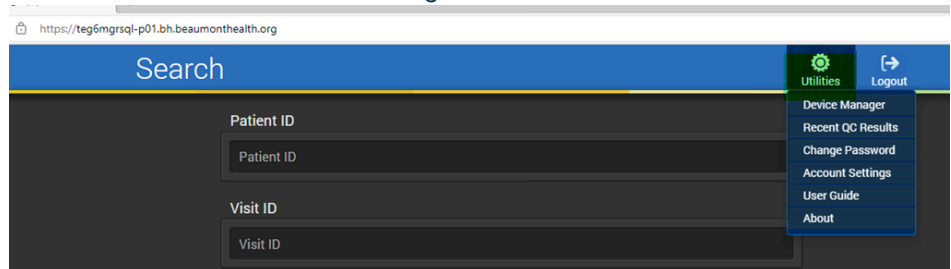 https://teg6mgrsql-p01.bh.beaumonthealth.org
Search
Utilities
Logout
Device Manager
Recent QC Results
Change Password
Account Settings
User Guide
About
Patient ID
Patient ID
Visit ID
Visit ID